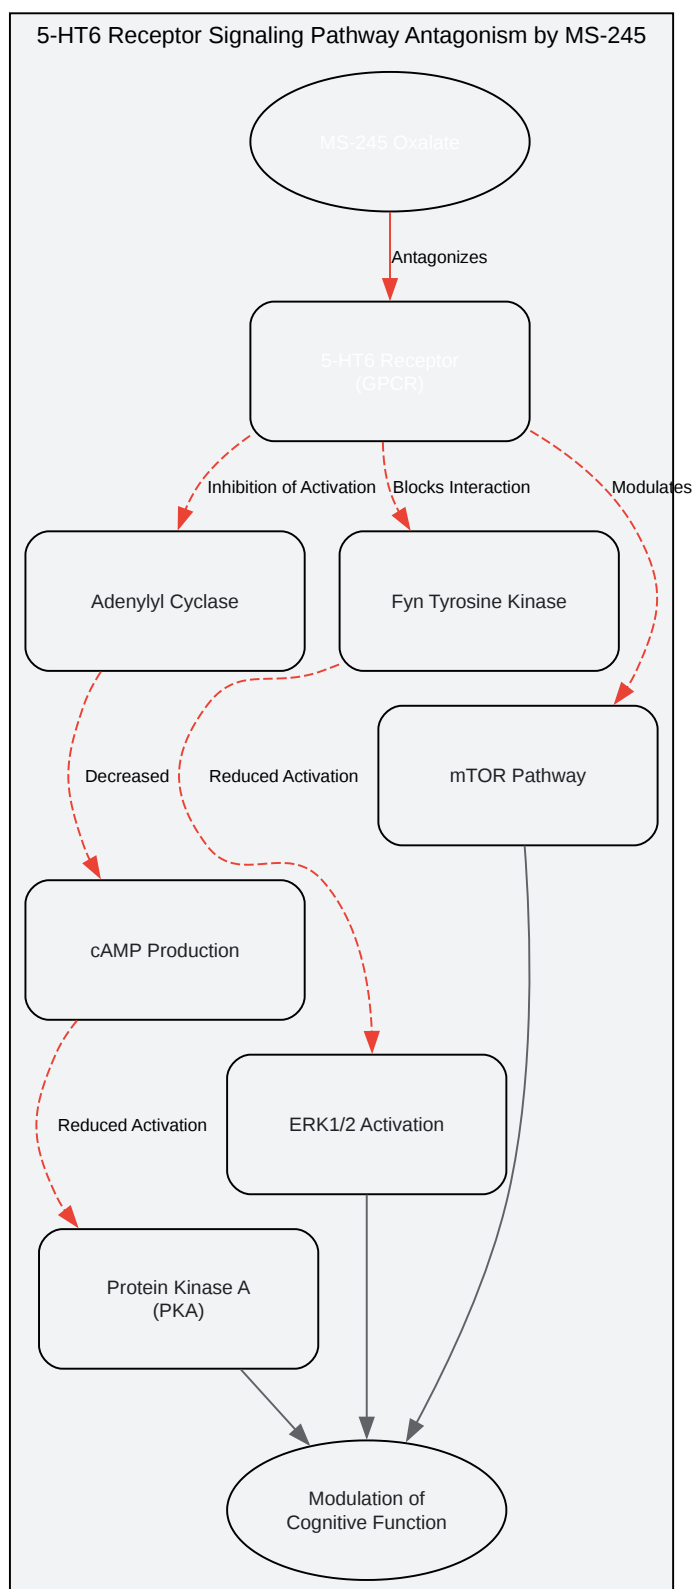 5-HT6 Receptor Signaling Pathway Antagonism by MS-245
MS-245 Oxalate
Antagonizes
5-HT6 Receptor
(GPCR)
Inhibition of Activation
Blocks Interaction
Modulates
Adenylyl Cyclase
Fyn Tyrosine Kinase
Decreased
Reduced Activation
mTOR Pathway
cAMP Production
Reduced Activation
ERK1/2 Activation
Protein Kinase A
(PKA)
Modulation of
Cognitive Function